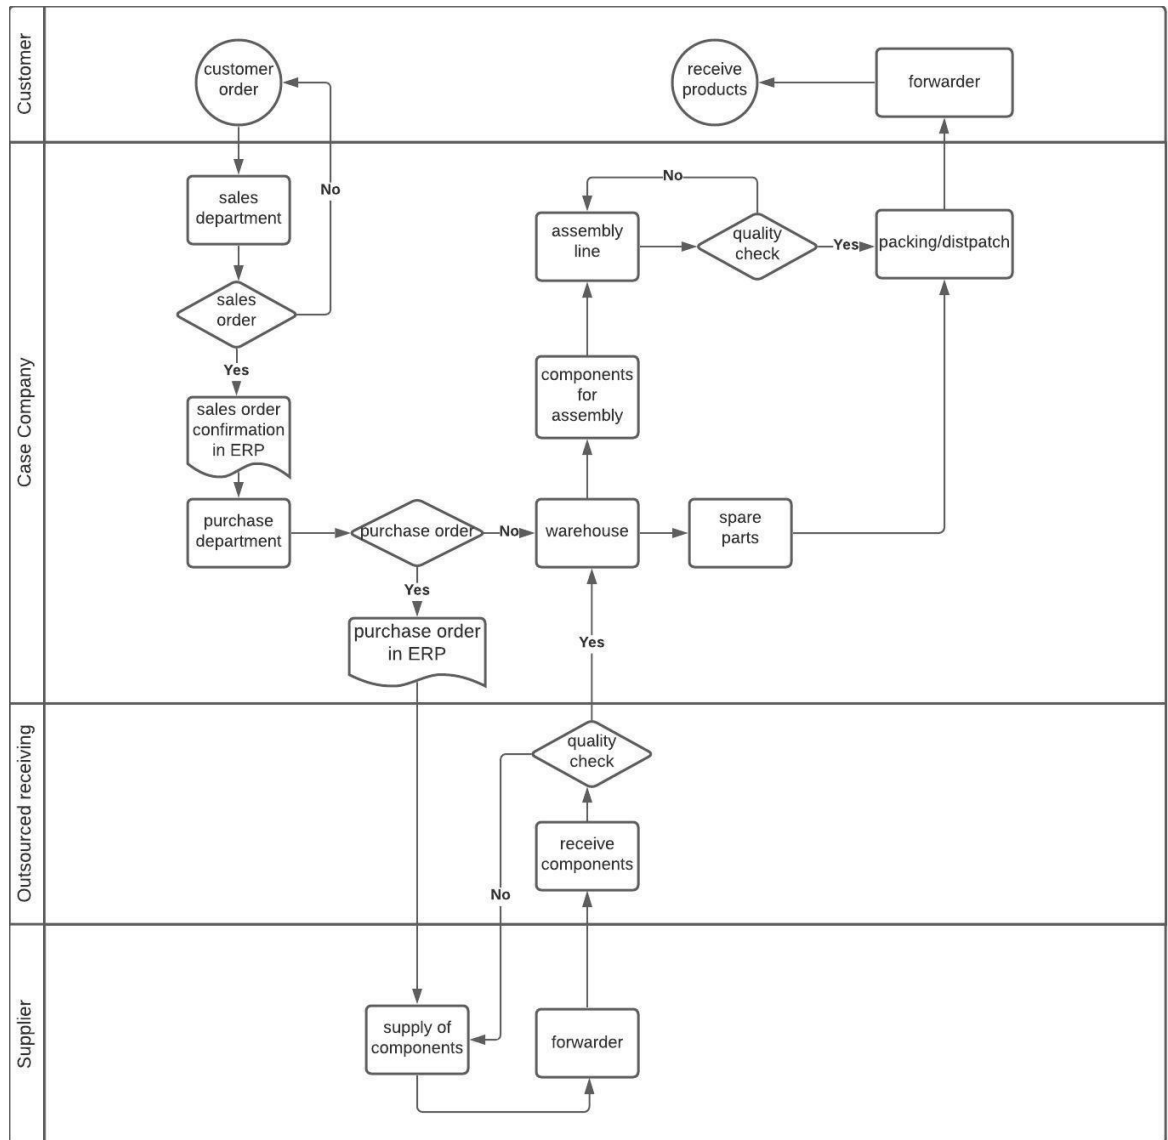 Customer
customer
order
receive
products
forwarder
Case Company
sales
department
No
sales
order
Yes
sales order
confirmation
in ERP
purchase
department
purchase order
No
Yes
purchase order
in ERP
warehouse
spare
parts
components
for
assembly
assembly
line
No
quality
check
Yes
packing/distpatch
Yes
Outsourced receiving
quality
check
No
receive
components
Supplier
supply of
components
forwarder